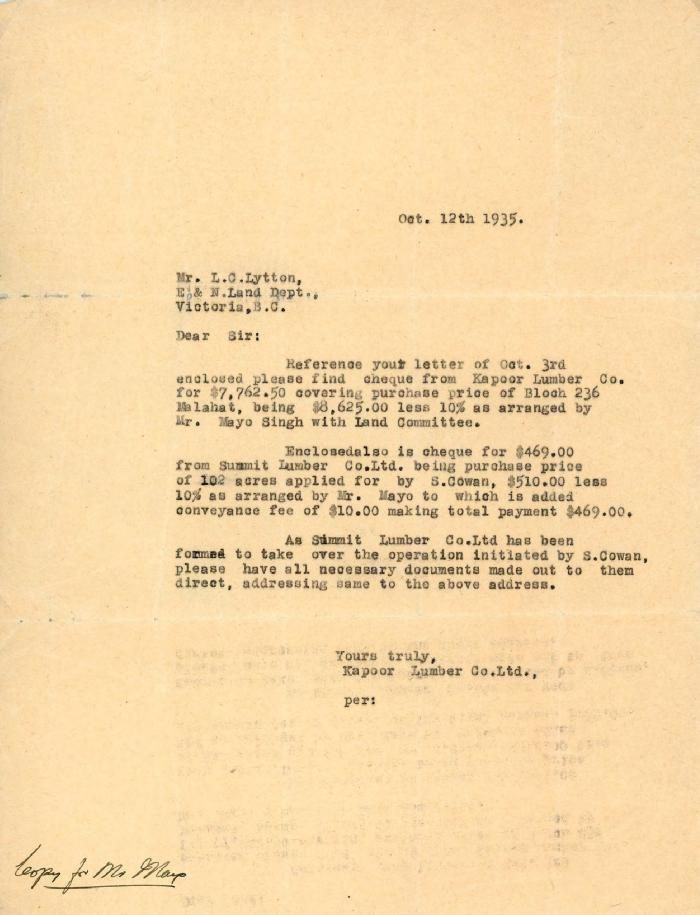 Oct. 12th 1935.
Mr. L.C.Lytton,
E.& N.Land Dept.,
Victoria,B.C.
Dear Sir:
Reference your letter of Oct. 3rd
enclosed please find cheque from Kapoor Lumber Co.
for $7,762.50 covering purchase price of Bloch 236
Malahat, being $8,625.00 less 10% as arranged by
Mr. Mayo Singh with Land Committee.
Enclosedalso is cheque for $469.00
from Summit Lumber Co.Ltd. being purchase price
of 102 acres applied for by S.Cowan, $510.00 less
10% as arranged by Mr. Mayo to which is added
conveyance fee of $10.00 making total payment $469.00.
As Summit Lumber Co.Ltd has been
formed to take over the operation initiated by S.Cowan,
please have all necessary documents made out to them
direct, addressing same to the above address.
Yours truly,
Kapoor Lumber Co.Ltd.,
per:
Copy for Mr Mayo